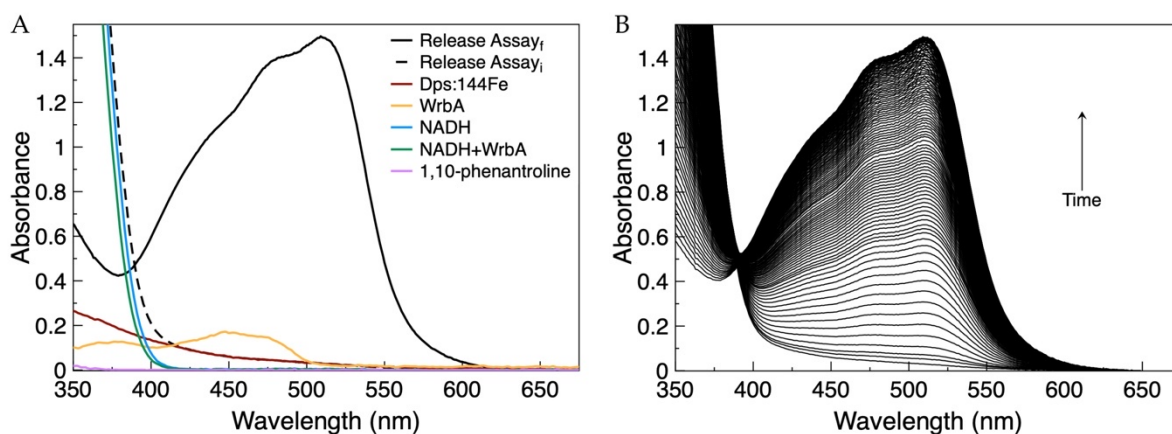 A
Absorbance
1.4
1.2
1
0.8
0.6
0.4
0.2
0
350
400
450
500
550
600
650
Wavelength (nm)
Release Assayf
Release Assayi
Dps:144Fe
WrbA
NADH
NADH+WrbA
1,10-phenantroline
B
Absorbance
1.4
1.2
1
0.8
0.6
0.4
0.2
0
350
400
450
500
550
600
650
Wavelength (nm)
Time